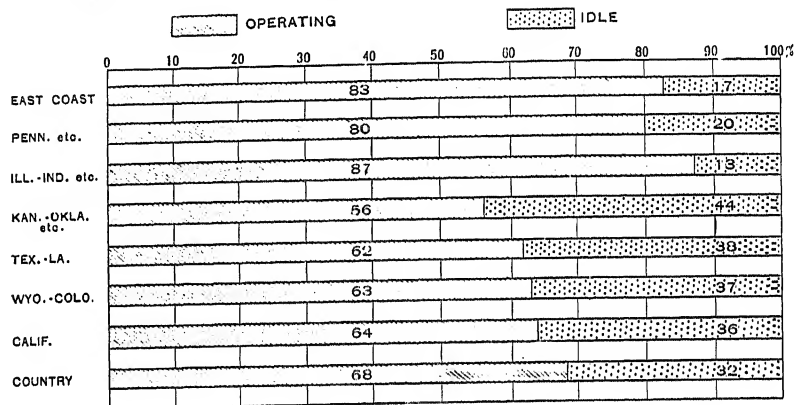 OPERATING IDLE
0 10 20 30 40 50 60 70 80 90 100%
EAST COAST 83 17
PENN. etc. 80 20
ILL.-IND. etc. 87 13
KAN.-OKLA. 56 44
etc.
TEX.-LA. 62 38
WYO.-COLO. 63 37
CALIF. 64 36
COUNTRY 68 32